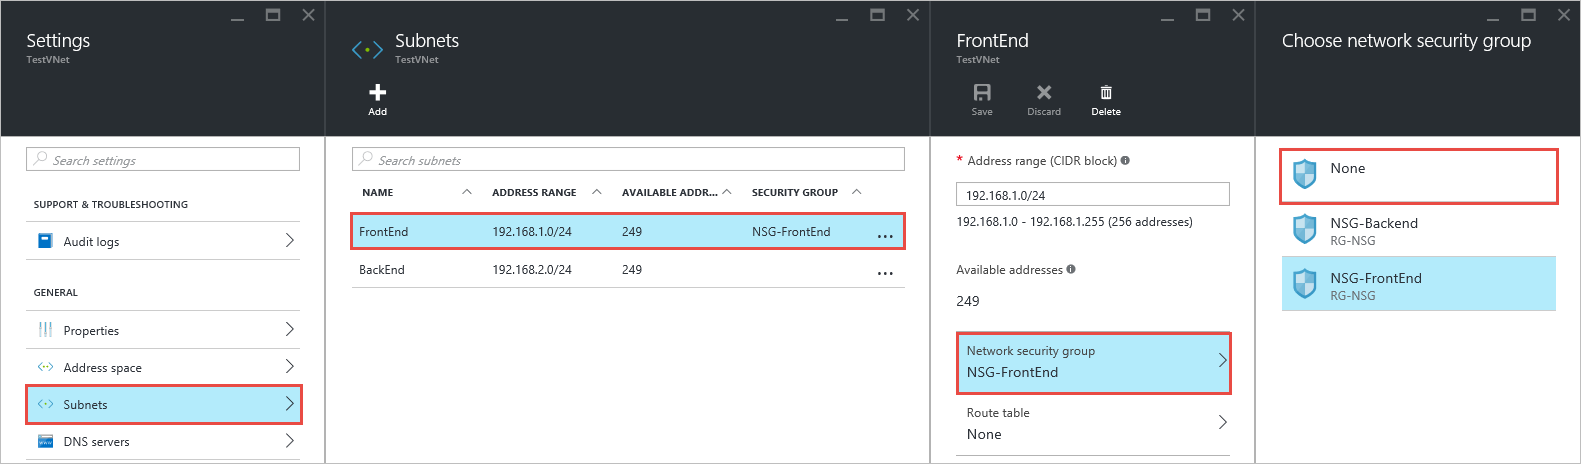 Settings
TestVNet
Search settings
SUPPORT & TROUBLESHOOTING
Audit logs
GENERAL
Properties
Address space
Subnets
DNS servers
Subnets
TestVNet
Add
Search subnets
NAME ADDRESS RANGE AVAILABLE ADDR... SECURITY GROUP
FrontEnd 192.168.1.0/24 249 NSG-FrontEnd ...
BackEnd 192.168.2.0/24 249 ...
FrontEnd
TestVNet
Save Discard Delete
* Address range (CIDR block)
192.168.1.0/24
192.168.1.0 - 192.168.1.255 (256 addresses)
Available addresses
249
Network security group
NSG-FrontEnd
Route table
None
Choose network security group
None
NSG-Backend
RG-NSG
NSG-FrontEnd
RG-NSG